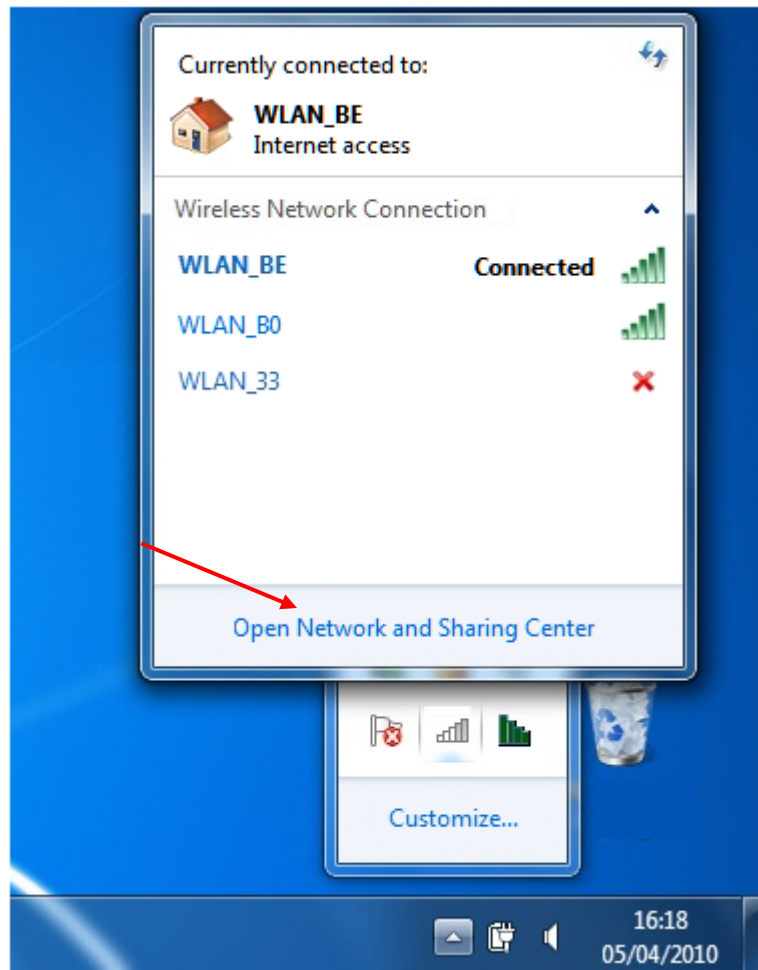 Currently connected to:
WLAN_BE
Internet access
Wireless Network Connection
WLAN_BE Connected
WLAN_B0
WLAN_33
Open Network and Sharing Center
Customize...
16:18
05/04/2010